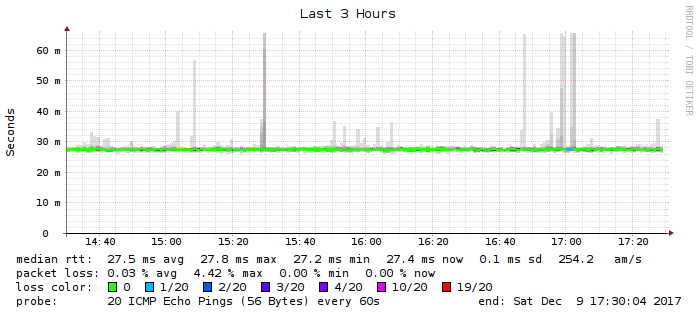 Last 3 Hours
RRDTOOL / TOBI OETIKER
Seconds
60 m
50 m
40 m
30 m
20 m
10 m
0
14:40 15:00 15:20 15:40 16:00 16:20 16:40 17:00 17:20
median rtt: 27.5 ms avg 27.8 ms max 27.2 ms min 27.4 ms now 0.1 ms sd 254.2 am/s
packet loss: 0.03 % avg 4.42 % max 0.00 % min 0.00 % now
loss color: 0 1/20 2/20 3/20 4/20 10/20 19/20
probe: 20 ICMP Echo Pings (56 Bytes) every 60s end: Sat Dec 9 17:30:04 2017